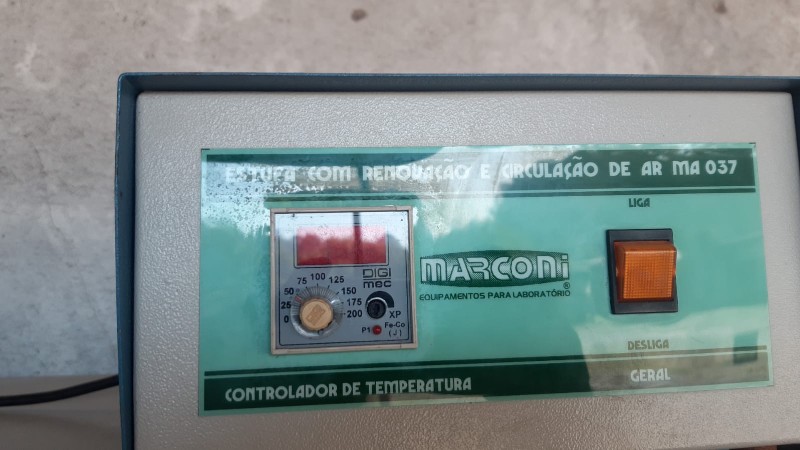 ESTUFA COM RENOVAÇÃO E CIRCULAÇÃO DE AR MA 037
LIGA
DIGI
mec
75 100 125
50 150
25 175
0 200
XP
P1 Fe-Co
(J)
MARCONI
®
EQUIPAMENTOS PARA LABORATÓRIO
DESLIGA
GERAL
CONTROLADOR DE TEMPERATURA